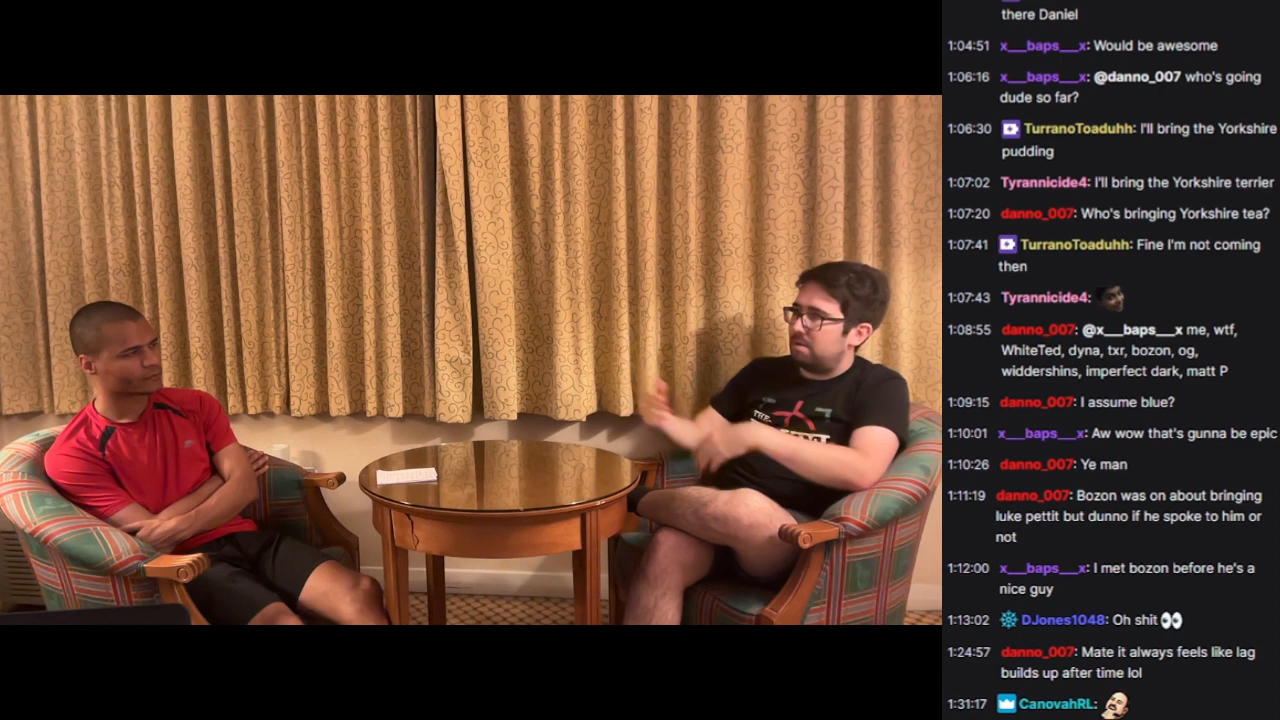 there Daniel
1:04:51 x___baps___x: Would be awesome
1:06:16 x___baps___x: @danno_007 who's going
dude so far?
1:06:30 TurranoToaduhh: I'll bring the Yorkshire
pudding
1:07:02 Tyrannicide4: I'll bring the Yorkshire terrier
1:07:20 danno_007: Who's bringing Yorkshire tea?
1:07:41 TurranoToaduhh: Fine I'm not coming
then
1:07:43 Tyrannicide4:
1:08:55 danno_007: @x___baps___x me, wtf,
WhiteTed, dyna, txr, bozon, og,
widdershins, imperfect dark, matt P
1:09:15 danno_007: I assume blue?
1:10:01 x___baps___x: Aw wow that's gunna be epic
1:10:26 danno_007: Ye man
1:11:19 danno_007: Bozon was on about bringing
luke pettit but dunno if he spoke to him or
not
1:12:00 x___baps___x: I met bozon before he's a
nice guy
1:13:02 DJones1048: Oh shit 👀
1:24:57 danno_007: Mate it always feels like lag
builds up after time lol
1:31:17 CanovahRL:
THE